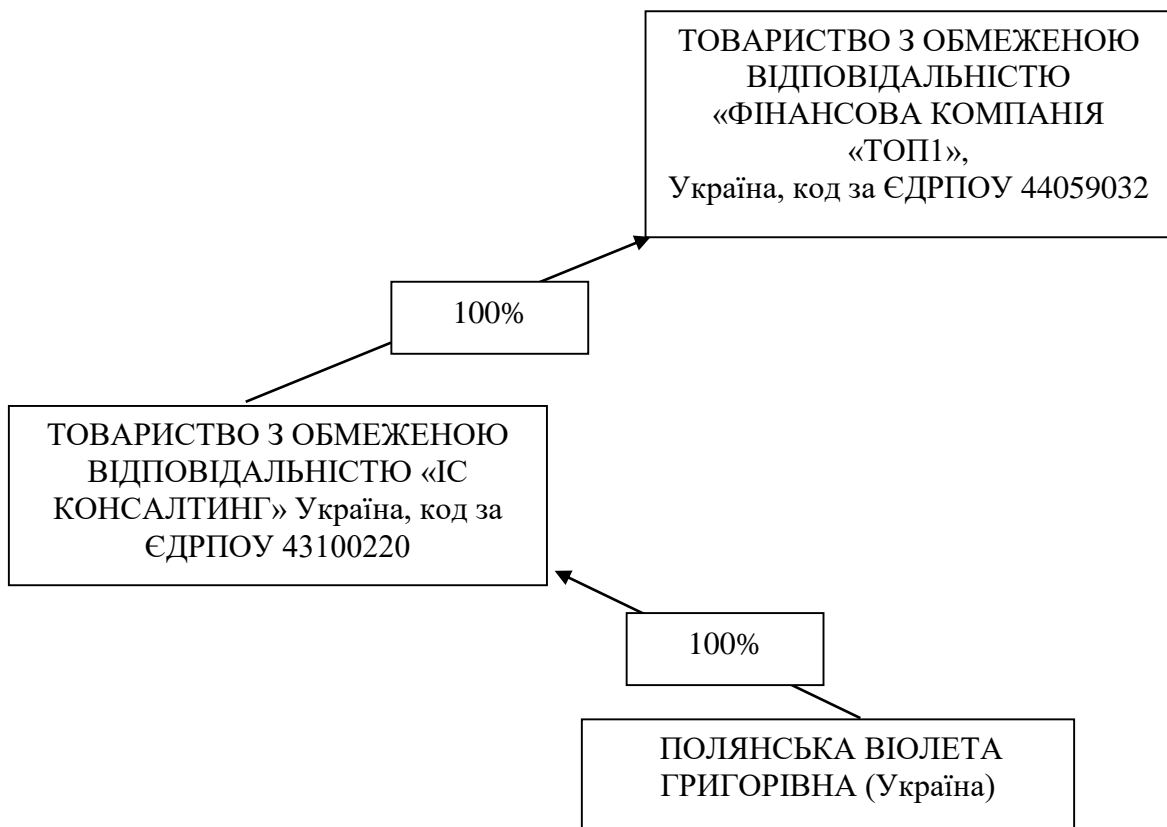 ТОВАРИСТВО З ОБМЕЖЕНОЮ
ВІДПОВІДАЛЬНІСТЮ
«ФІНАНСОВА КОМПАНІЯ
«ТОП1»,
Україна, код за ЄДРПОУ 44059032
100%
ТОВАРИСТВО З ОБМЕЖЕНОЮ
ВІДПОВІДАЛЬНІСТЮ «ІС
КОНСАЛТИНГ» Україна, код за
ЄДРПОУ 43100220
100%
ПОЛЯНСЬКА ВІОЛЕТА
ГРИГОРІВНА (Україна)